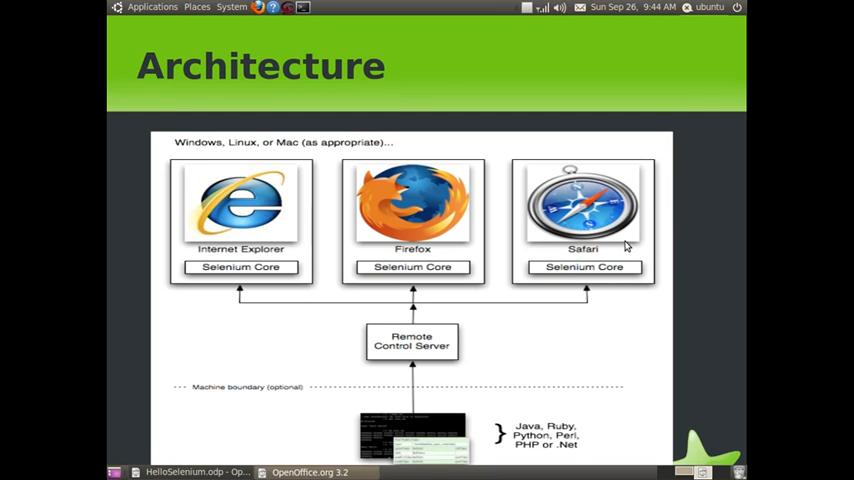 Applications Places System
Sun Sep 26, 9:44 AM ubuntu
Architecture
Windows, Linux, or Mac (as appropriate)...
Internet Explorer
Firefox
Safari
Selenium Core
Selenium Core
Selenium Core
Remote
Control Server
Machine boundary (optional)
Java, Ruby,
Python, Perl,
PHP or .Net
HelloSelenium.odp - Op...
OpenOffice.org 3.2